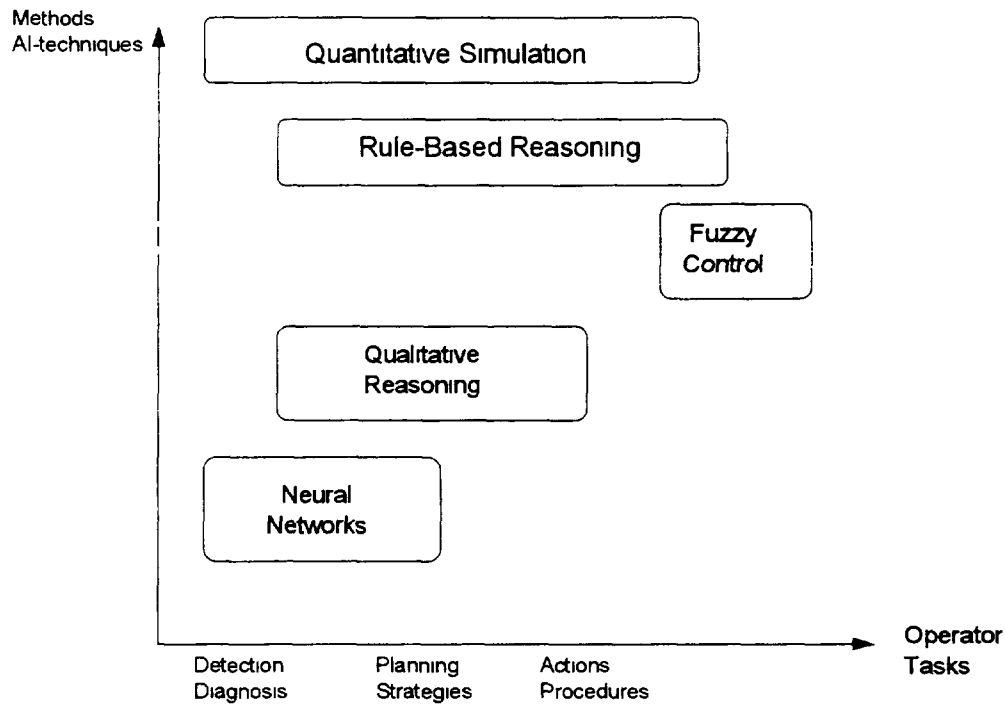 Methods
AI-techniques
Quantitative Simulation
Rule-Based Reasoning
Fuzzy
Control
Qualitative
Reasoning
Neural
Networks
Operator
Tasks
Detection
Diagnosis
Planning
Strategies
Actions
Procedures